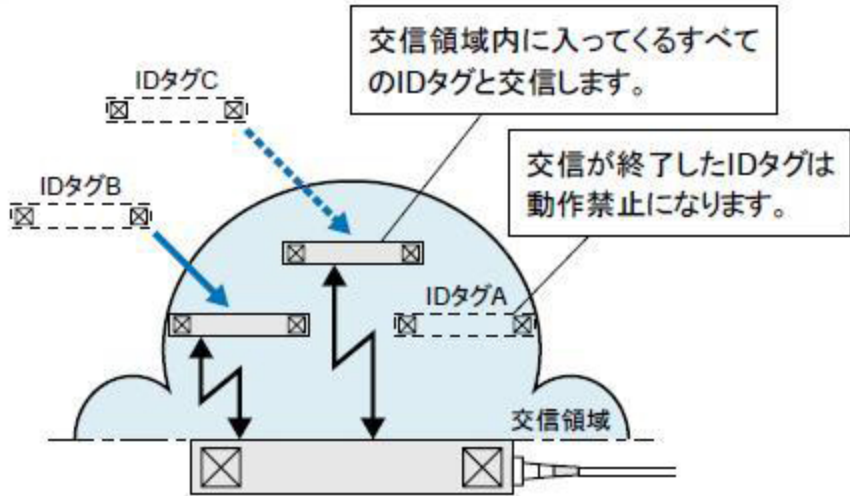 交信領域内に入ってくるすべて
のIDタグと交信します。
IDタグC
交信が終了したIDタグは
動作禁止になります。
IDタグB
IDタグA
交信領域